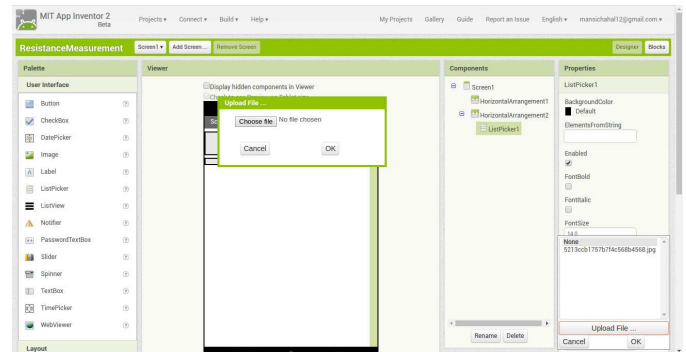 MIT App Inventor 2
Beta
Projects Connect Build Help My Projects Gallery Guide Report an Issue English mansichahal12@gmail.com
ResistanceMeasurement Screen1 Add Screen... Remove Screen Designer Blocks
Palette Viewer Components Properties
User Interface
Button
CheckBox
DatePicker
Image
Label
ListPicker
ListView
Notifier
PasswordTextBox
Slider
Spinner
TextBox
TimePicker
WebViewer
Layout
Display hidden components in Viewer
Sc
Upload File ...
Choose file No file chosen
Cancel OK
Screen1
HorizontalArrangement1
HorizontalArrangement2
ListPicker1
Rename Delete
ListPicker1
BackgroundColor
Default
ElementsFromString
Enabled
FontBold
FontItalic
FontSize
14.0
None
5213ccb1757b7f4c568b4568.jpg
Upload File ...
Cancel OK